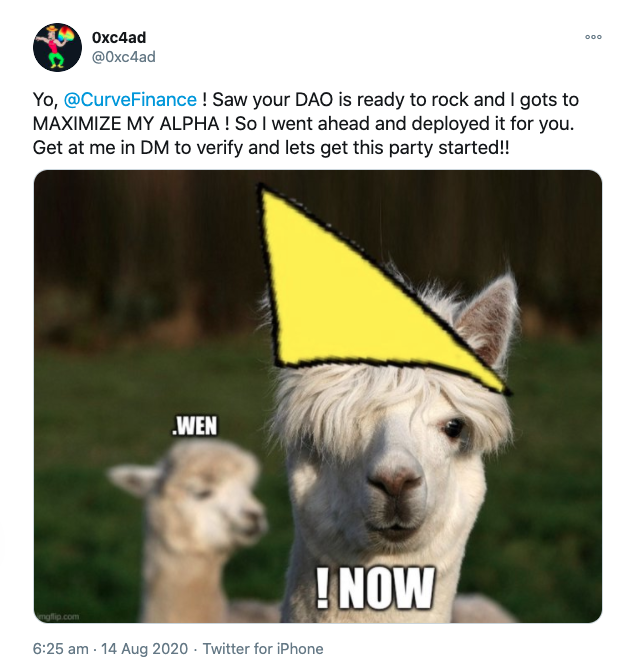 0xc4ad
@0xc4ad
Yo, @CurveFinance ! Saw your DAO is ready to rock and I gots to
MAXIMIZE MY ALPHA ! So I went ahead and deployed it for you.
Get at me in DM to verify and lets get this party started!!
.WEN
! NOW
imgflip.com
6:25 am · 14 Aug 2020 · Twitter for iPhone